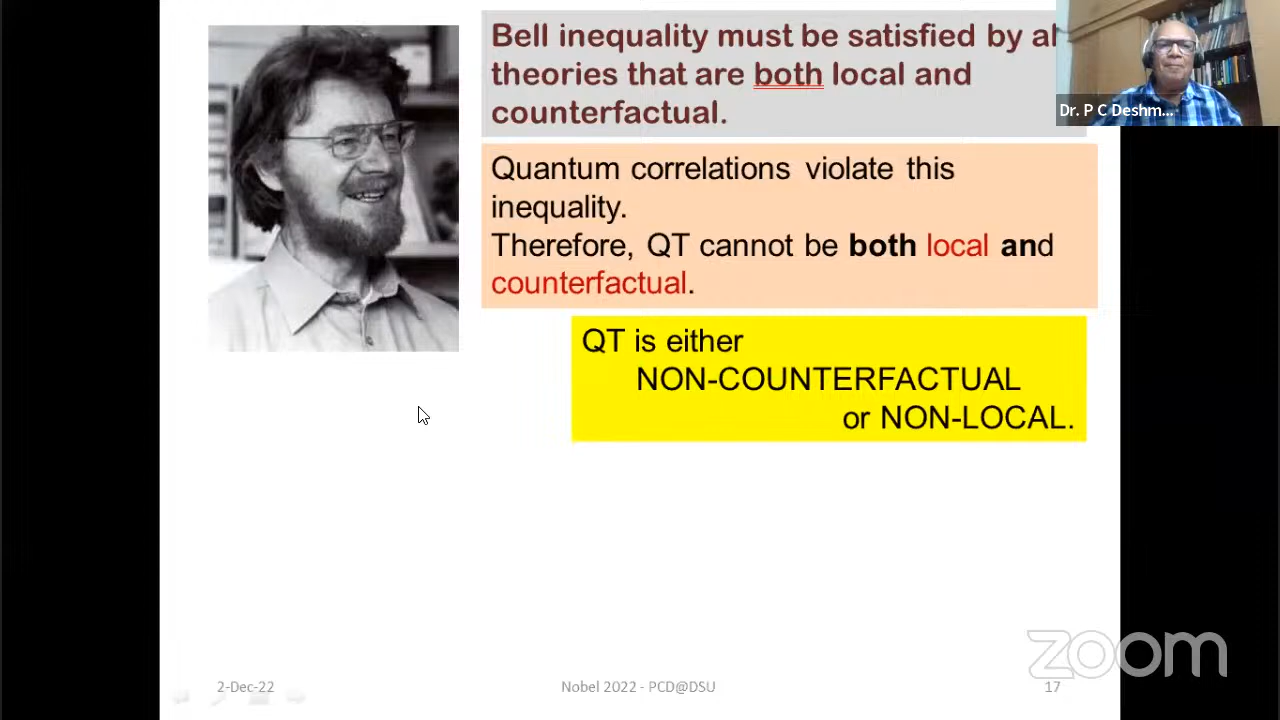 Bell inequality must be satisfied by al
theories that are both local and
counterfactual.
Dr. P C Deshm...
Quantum correlations violate this
inequality.
Therefore, QT cannot be both local and
counterfactual.
QT is either
NON-COUNTERFACTUAL
or NON-LOCAL.
zoom
2-Dec-22
Nobel 2022 - PCD@DSU
17